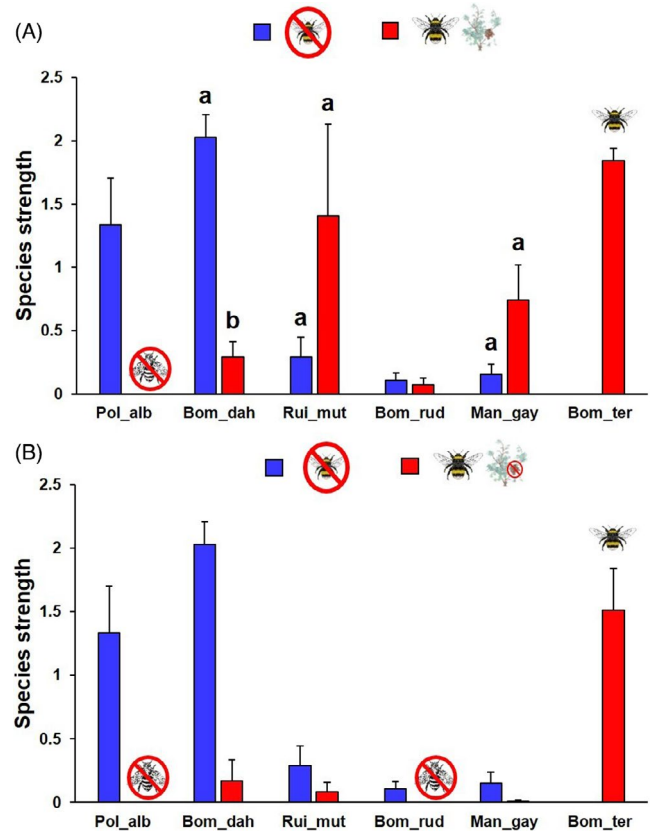 (A)
Species strength
2.5
2
1.5
1
0.5
0
a
b
a
a
a
a
Pol_alb Bom_dah Rui_mut Bom_rud Man_gay Bom_ter
(B)
Species strength
2.5
2
1.5
1
0.5
0
Pol_alb Bom_dah Rui_mut Bom_rud Man_gay Bom_ter